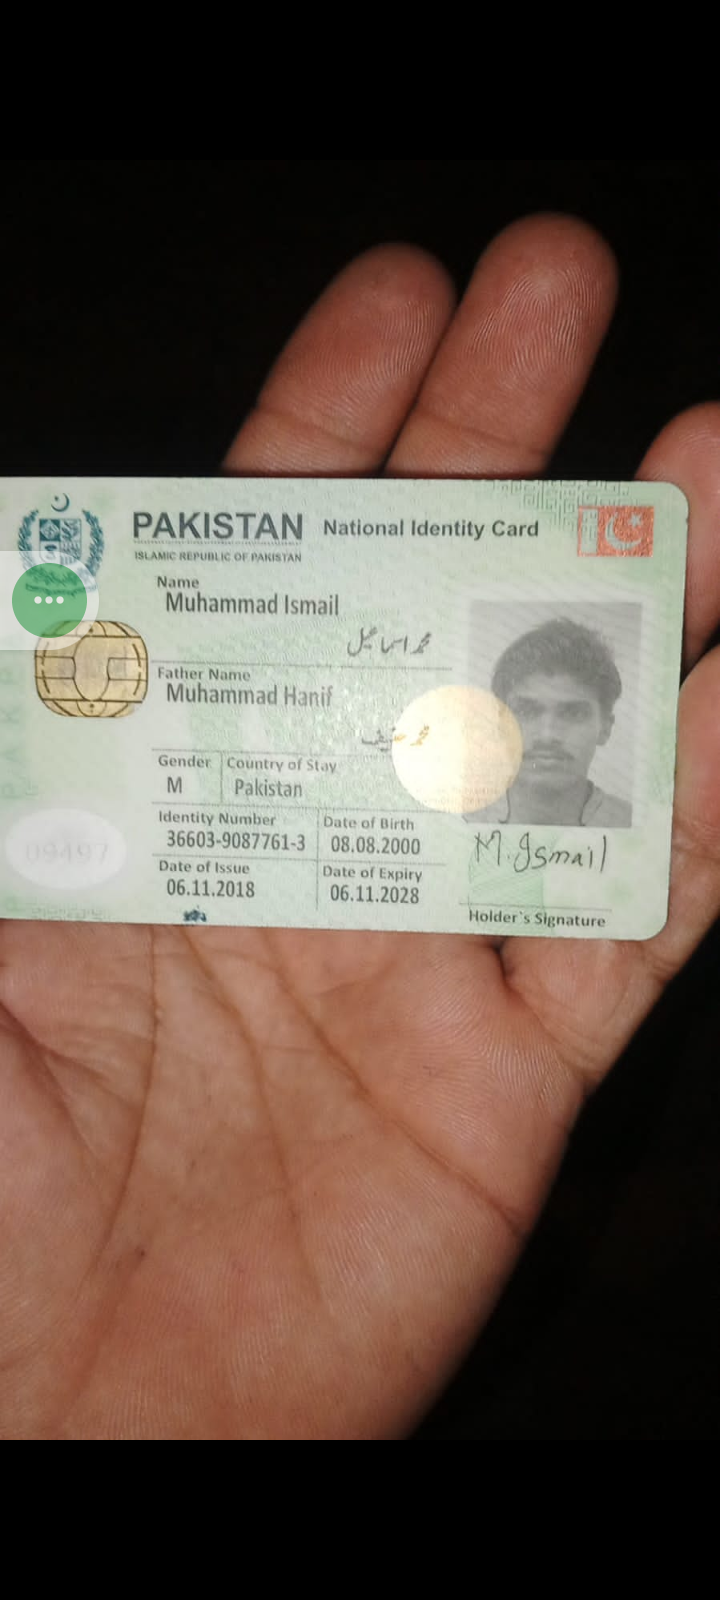 PAKISTAN National Identity Card
ISLAMIC REPUBLIC OF PAKISTAN
Name
Muhammad Ismail
محمد اسماعیل
Father Name
Muhammad Hanif
محمد حنیف
Gender Country of Stay
M Pakistan
Identity Number Date of Birth
36603-9087761-3 08.08.2000
Date of Issue Date of Expiry
06.11.2018 06.11.2028
09497
M. Ismail
Holder's Signature